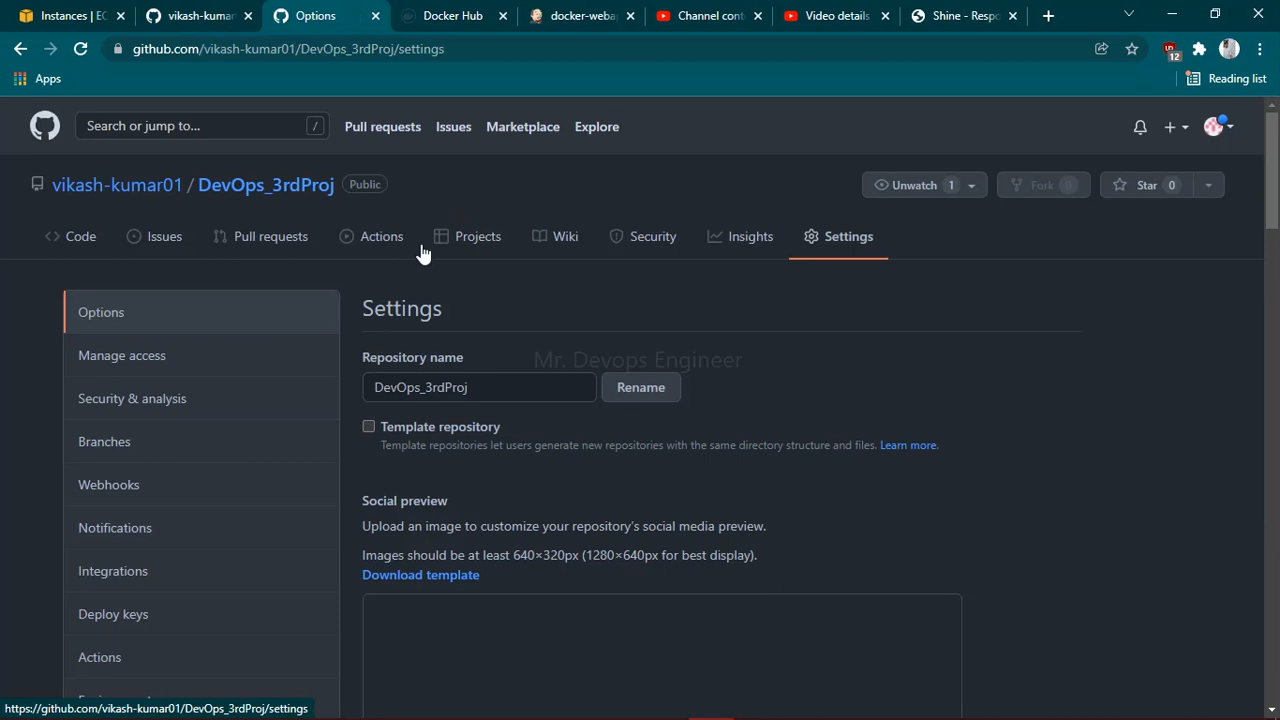 Instances | EC
vikash-kumar
Options
Docker Hub
docker-weba
Channel cont
Video details
Shine - Respo
github.com/vikash-kumar01/DevOps_3rdProj/settings
12
Apps
Reading list
Search or jump to...
/
Pull requests
Issues
Marketplace
Explore
vikash-kumar01 / DevOps_3rdProj
Public
Unwatch 1
Fork 0
Star 0
Code
Issues
Pull requests
Actions
Projects
Wiki
Security
Insights
Settings
Options
Manage access
Security & analysis
Branches
Webhooks
Notifications
Integrations
Deploy keys
Actions
Settings
Repository name
Mr. Devops Engineer
DevOps_3rdProj
Rename
Template repository
Template repositories let users generate new repositories with the same directory structure and files. Learn more.
Social preview
Upload an image to customize your repository's social media preview.
Images should be at least 640×320px (1280×640px for best display).
Download template
https://github.com/vikash-kumar01/DevOps_3rdProj/settings